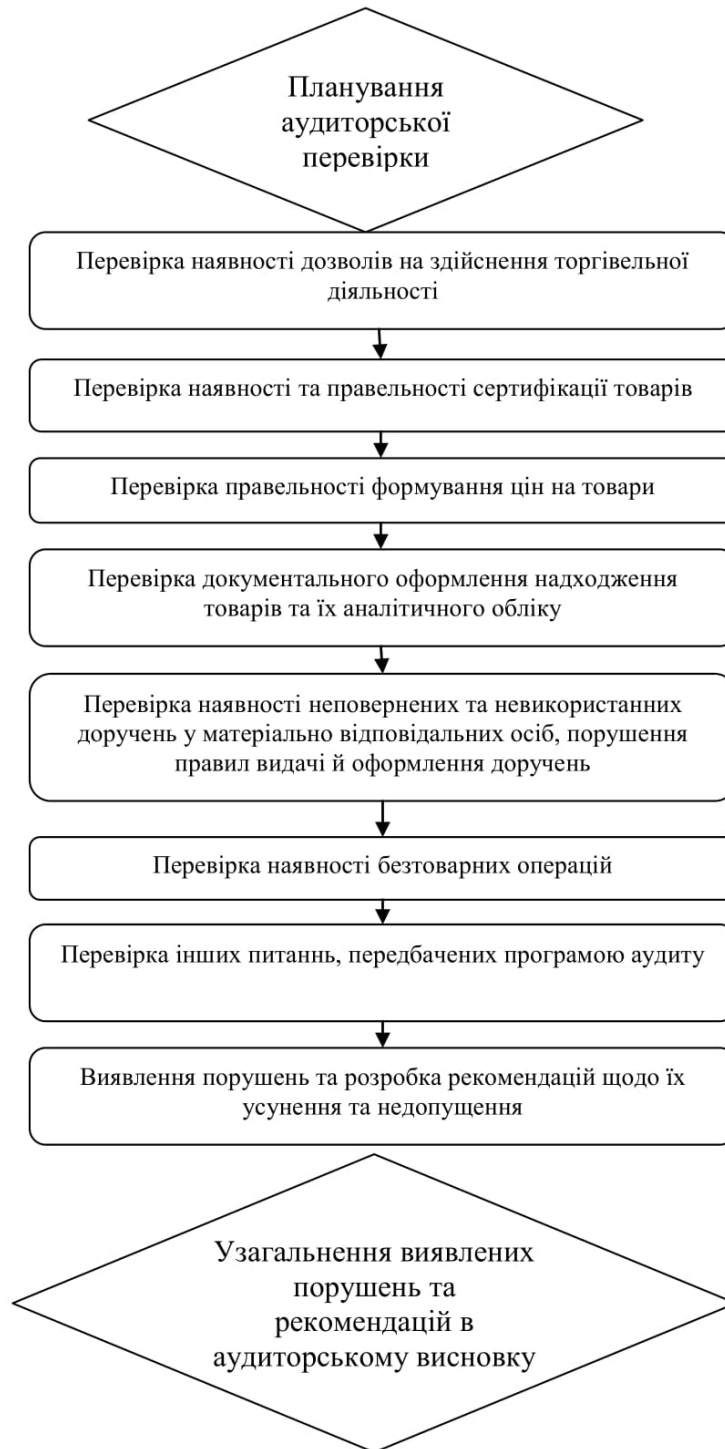 Планування
аудиторської
перевірки
Перевірка наявності дозволів на здійснення торгівельної
діяльності
Перевірка наявності та правельності сертифікації товарів
Перевірка правельності формування цін на товари
Перевірка документального оформлення надходження
товарів та їх аналітичного обліку
Перевірка наявності неповернених та невикористанних
доручень у матеріально відповідальних осіб, порушення
правил видачі й оформлення доручень
Перевірка наявності безтоварних операцій
Перевірка інших питаннь, передбачених програмою аудиту
Виявлення порушень та розробка рекомендацій щодо їх
усунення та недопущення
Узагальнення виявлених
порушень та
рекомендацій в
аудиторському висновку